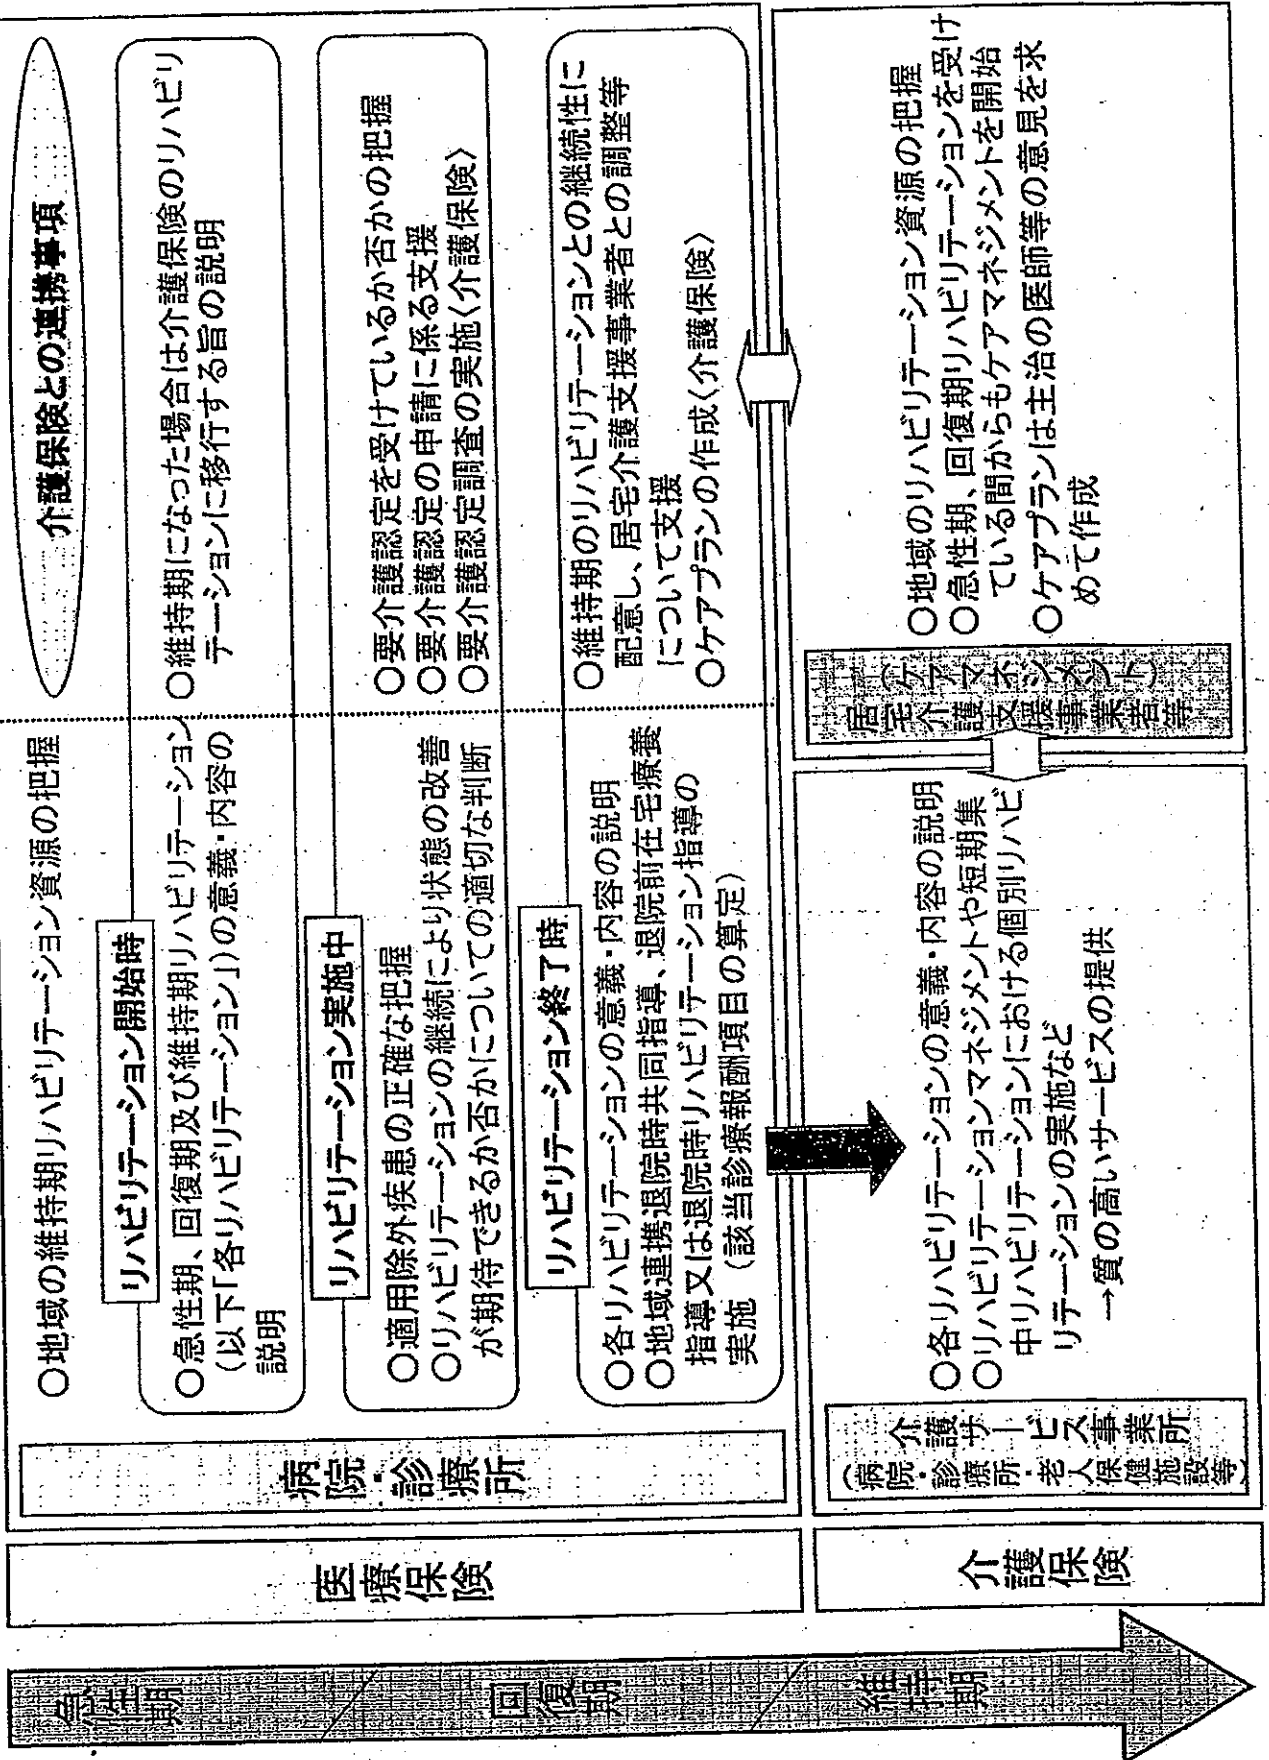 急性期
回復期
維持期
医療保険
介護保険
病院・診療所
○地域の維持期リハビリテーション資源の把握
介護保険との連携事項
リハビリテーション開始時
○急性期、回復期及び維持期リハビリテーション
(以下「各リハビリテーション」)の意義・内容の
説明
○維持期になった場合は介護保険のリハビリ
テーションに移行する旨の説明
リハビリテーション実施中
○適用除外疾患の正確な把握
○リハビリテーションの継続により状態の改善
が期待できるか否かについての適切な判断
○要介護認定を受けているか否かの把握
○要介護認定の申請に係る支援
○要介護認定調査の実施〈介護保険〉
リハビリテーション終了時
○各リハビリテーションの意義・内容の説明
○地域連携退院時共同指導、退院前在宅療養
指導又は退院時リハビリテーション指導の
実施 (該当診療報酬項目の算定)
○維持期のリハビリテーションとの継続性に
配意し、居宅介護支援事業者との調整等
について支援
○ケアプランの作成〈介護保険〉
介護サービス事業所
(病院・診療所・老人保健施設等)
○各リハビリテーションの意義・内容の説明
○リハビリテーションマネジメントや短期集
中リハビリテーションにおける個別リハビ
リテーションの実施など
→質の高いサービスの提供
居宅介護支援事業者等
(ケアマネジメント)
○地域のリハビリテーション資源の把握
○急性期、回復期リハビリテーションを受け
ている間からもケアマネジメントを開始
○ケアプランは主治の医師等の意見を求
めて作成